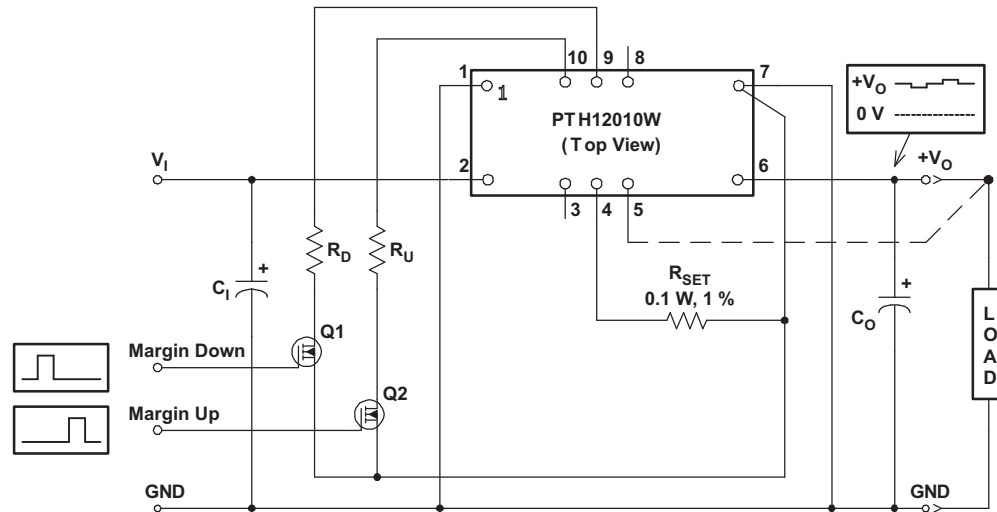 10 9 8
1 1 7
+VO
0 V
PTH12010W
(Top View)
VI
2 6
+VO
3 4 5
RD
RU
RSET
0.1 W, 1 %
+
CI
+
CO
L
O
A
D
Q1
Margin Down
Q2
Margin Up
GND
GND